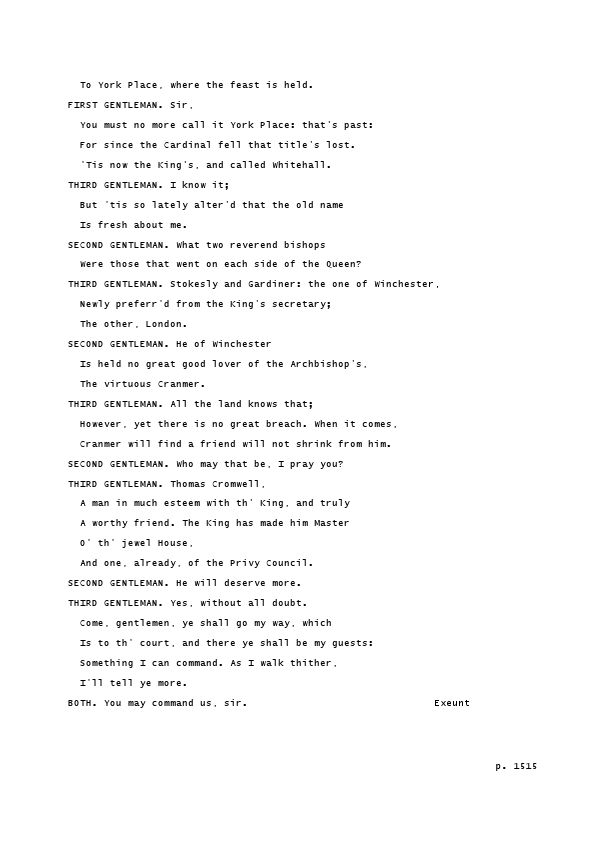 To York Place, where the feast is held.
FIRST GENTLEMAN. Sir,
You must no more call it York Place: that's past:
For since the Cardinal fell that title's lost.
'Tis now the King's, and called Whitehall.
THIRD GENTLEMAN. I know it;
But 'tis so lately alter'd that the old name
Is fresh about me.
SECOND GENTLEMAN. What two reverend bishops
Were those that went on each side of the Queen?
THIRD GENTLEMAN. Stokesly and Gardiner: the one of Winchester,
Newly preferr'd from the King's secretary;
The other, London.
SECOND GENTLEMAN. He of Winchester
Is held no great good lover of the Archbishop's,
The virtuous Cranmer.
THIRD GENTLEMAN. All the land knows that;
However, yet there is no great breach. When it comes,
Cranmer will find a friend will not shrink from him.
SECOND GENTLEMAN. Who may that be, I pray you?
THIRD GENTLEMAN. Thomas Cromwell,
A man in much esteem with th' King, and truly
A worthy friend. The King has made him Master
O' th' jewel House,
And one, already, of the Privy Council.
SECOND GENTLEMAN. He will deserve more.
THIRD GENTLEMAN. Yes, without all doubt.
Come, gentlemen, ye shall go my way, which
Is to th' court, and there ye shall be my guests:
Something I can command. As I walk thither,
I'll tell ye more.
BOTH. You may command us, sir. Exeunt
p. 1515